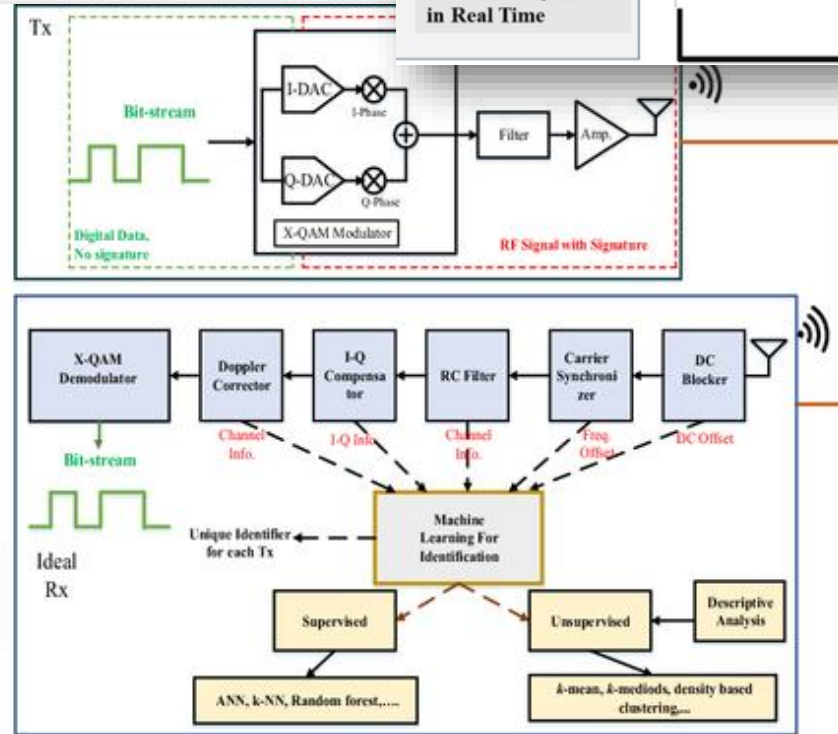 in Real Time
Tx
Bit-stream
I-DAC
I-Phase
Q-DAC
Q-Phase
X-QAM Modulator
Filter
Amp.
Digital Data,
No signature
RF Signal with Signature
X-QAM
Demodulator
Doppler
Corrector
I-Q
Compensa
tor
RC Filter
Carrier
Synchroni
zer
DC
Blocker
Channel
Info.
I-Q Info.
Channel
Info.
Freq.
Offset
DC Offset
Bit-stream
Ideal
Rx
Unique Identifier
for each Tx
Machine
Learning For
Identification
Supervised
Unsupervised
Descriptive
Analysis
ANN, k-NN, Random forest,.....
k-mean, k-mediods, density based
clustering,...